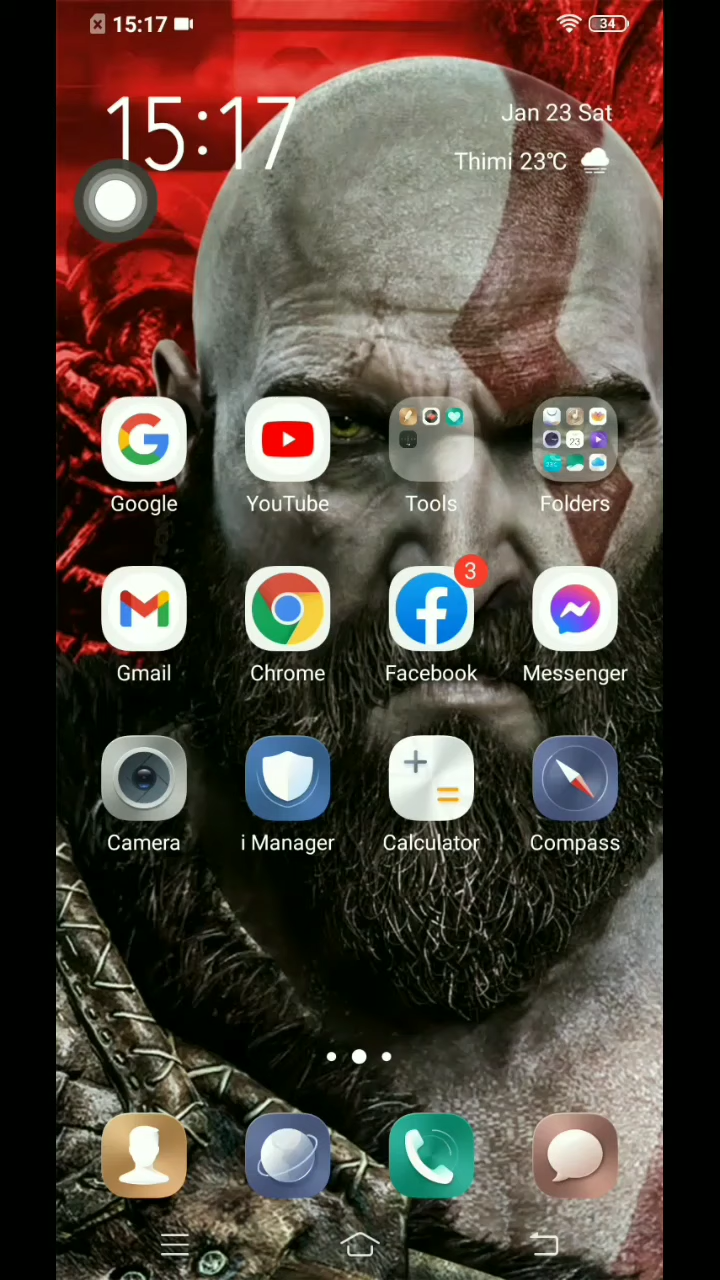 15:17
34
15:17
Jan 23 Sat
Thimi 23℃
23
Google
YouTube
Tools
Folders
3
Gmail
Chrome
Facebook
Messenger
Camera
i Manager
Calculator
Compass